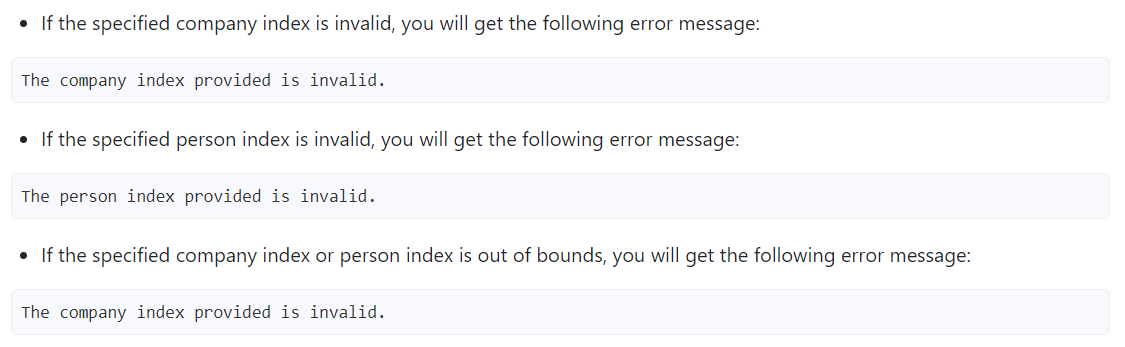 • If the specified company index is invalid, you will get the following error message:
The company index provided is invalid.
• If the specified person index is invalid, you will get the following error message:
The person index provided is invalid.
• If the specified company index or person index is out of bounds, you will get the following error message:
The company index provided is invalid.